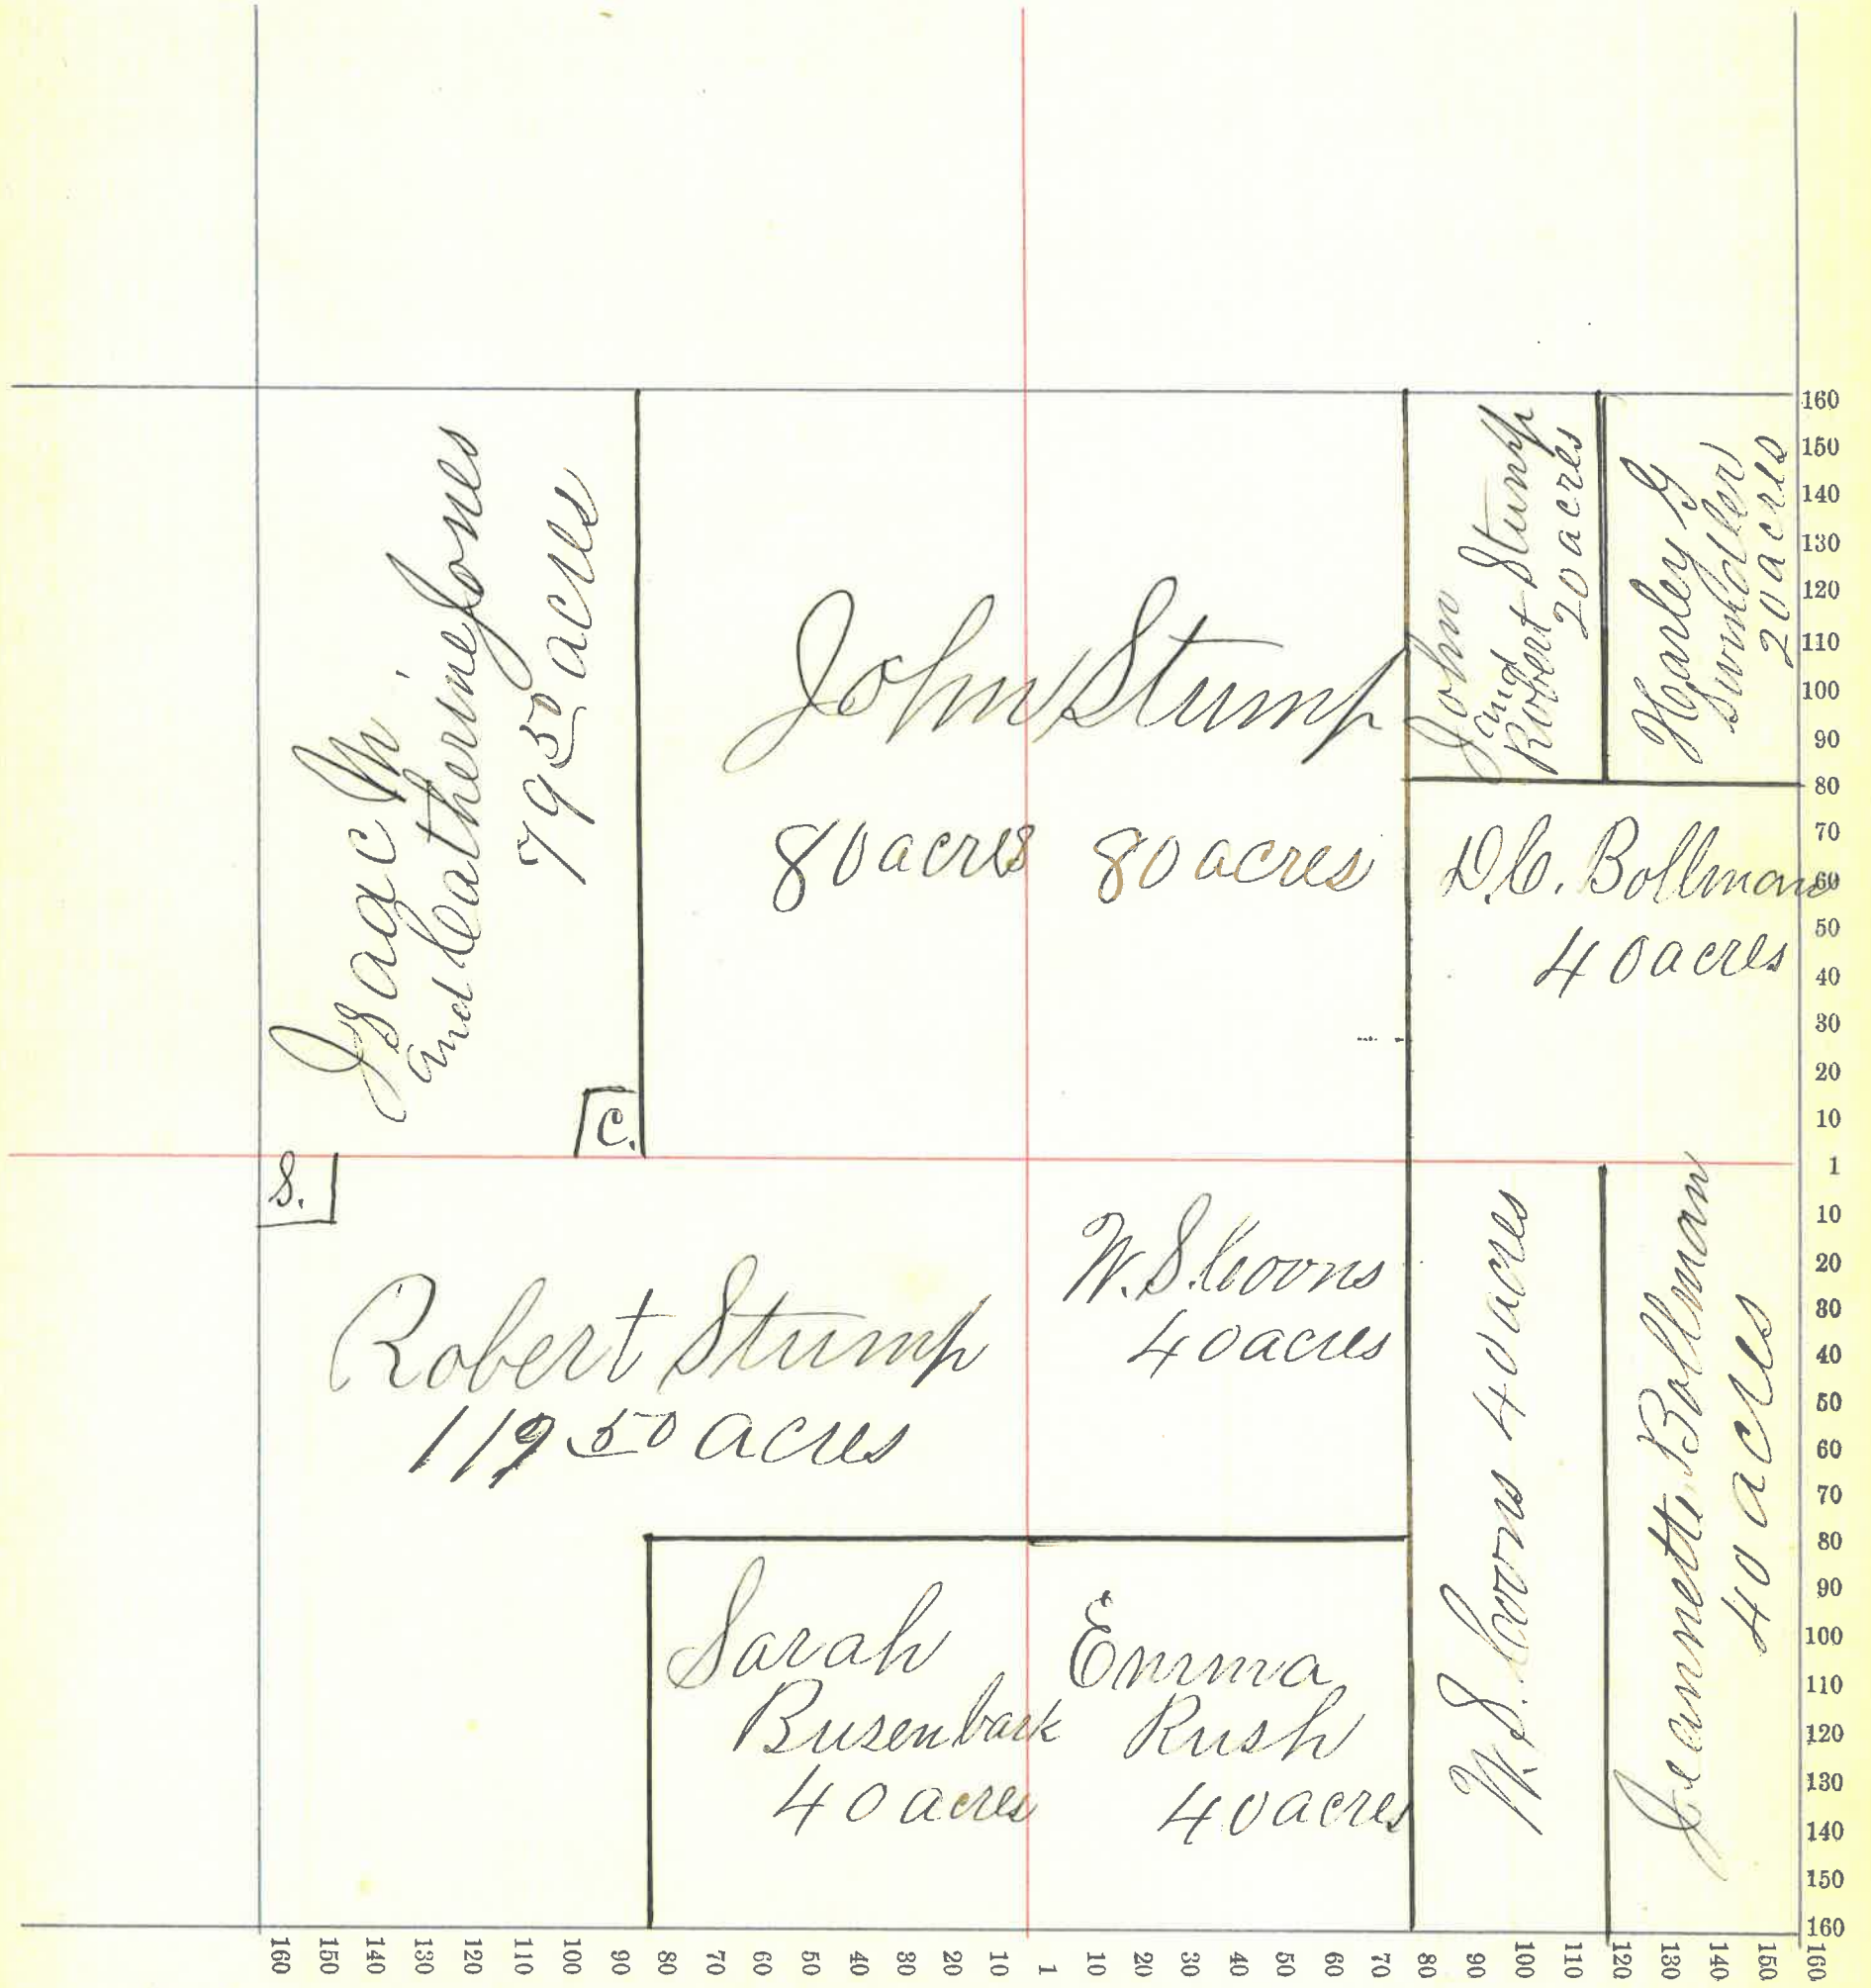 Isaac M.
and Catherine Jones
79 50 acres
C.
John Stump
80 acres 80 acres
John
and
Robert Stump
20 acres
Harley G
20 acres
D.C. Bollman
40 acres
S.
Robert Stump
119 50 acres
W. S. Coons
40 acres
Sarah
Busenbark
40 acres
Emma
Rush
40 acres
W. S. Coons 40 acres
Jeannette Bollman
40 acres
160
150
140
130
120
110
100
90
80
70
60
50
40
30
20
10
1
10
20
30
40
50
60
70
80
90
100
110
120
130
140
150
160
160 150 140 130 120 110 100 90 80 70 60 50 40 30 20 10 1 10 20 30 40 50 60 70 80 90 100 110 120 130 140 150 160